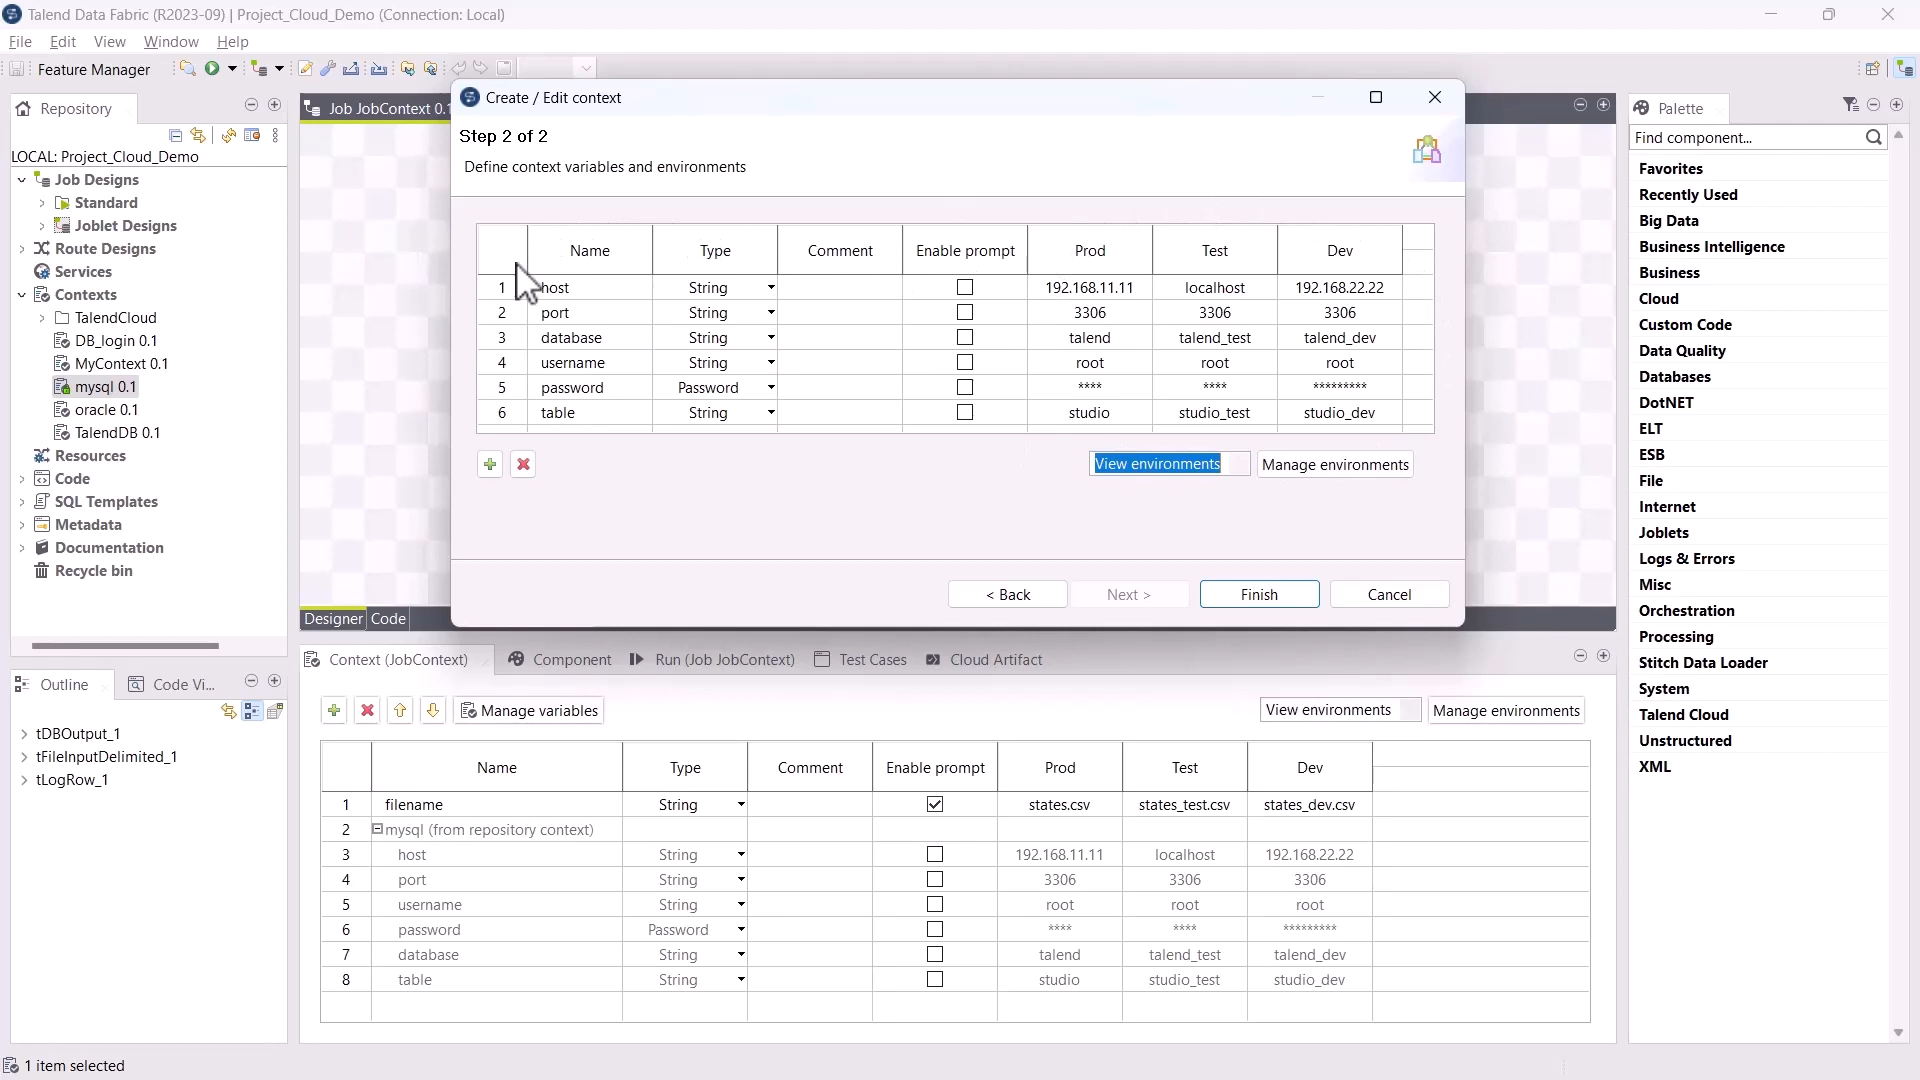 Talend Data Fabric (R2023-09) | Project_Cloud_Demo (Connection: Local)
File Edit View Window Help
Feature Manager
Repository
LOCAL: Project_Cloud_Demo
Job Designs
Standard
Joblet Designs
Route Designs
Services
Contexts
TalendCloud
DB_login 0.1
MyContext 0.1
mysql 0.1
oracle 0.1
TalendDB 0.1
Resources
Code
SQL Templates
Metadata
Documentation
Recycle bin
Outline Code Vi...
tDBOutput_1
tFileInputDelimited_1
tLogRow_1
1 item selected
Job JobContext 0.1
Create / Edit context
Step 2 of 2
Define context variables and environments
Name Type Comment Enable prompt Prod Test Dev
1 host String 192.168.11.11 localhost 192.168.22.22
2 port String 3306 3306 3306
3 database String talend talend_test talend_dev
4 username String root root root
5 password Password **** **** *********
6 table String studio studio_test studio_dev
View environments Manage environments
< Back Next > Finish Cancel
Designer Code
Context (JobContext) Component Run (Job JobContext) Test Cases Cloud Artifact
Manage variables View environments Manage environments
Name Type Comment Enable prompt Prod Test Dev
1 filename String states.csv states_test.csv states_dev.csv
2 mysql (from repository context)
3 host String 192.168.11.11 localhost 192.168.22.22
4 port String 3306 3306 3306
5 username String root root root
6 password Password **** **** *********
7 database String talend talend_test talend_dev
8 table String studio studio_test studio_dev
Palette
Find component...
Favorites
Recently Used
Big Data
Business Intelligence
Business
Cloud
Custom Code
Data Quality
Databases
DotNET
ELT
ESB
File
Internet
Joblets
Logs & Errors
Misc
Orchestration
Processing
Stitch Data Loader
System
Talend Cloud
Unstructured
XML